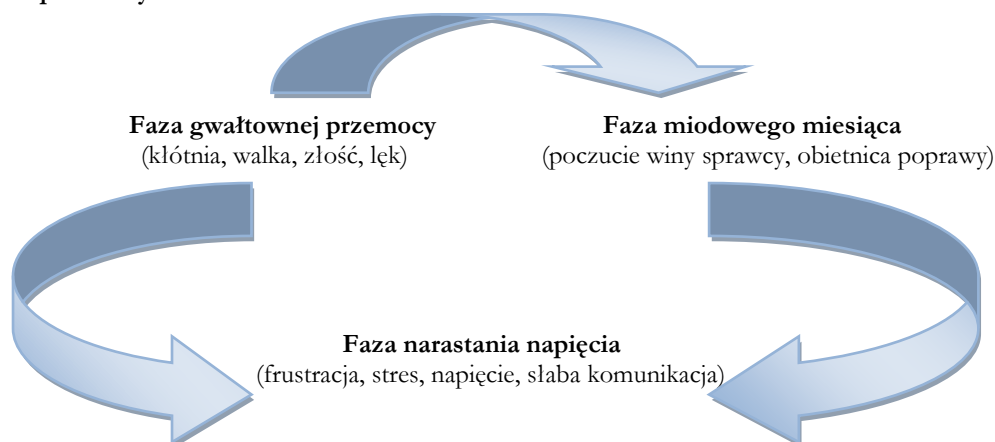 Faza gwałtownej przemocy
(kłótnia, walka, złość, lęk)
Faza miodowego miesiąca
(poczucie winy sprawcy, obietnica poprawy)
Faza narastania napięcia
(frustracja, stres, napięcie, słaba komunikacja)